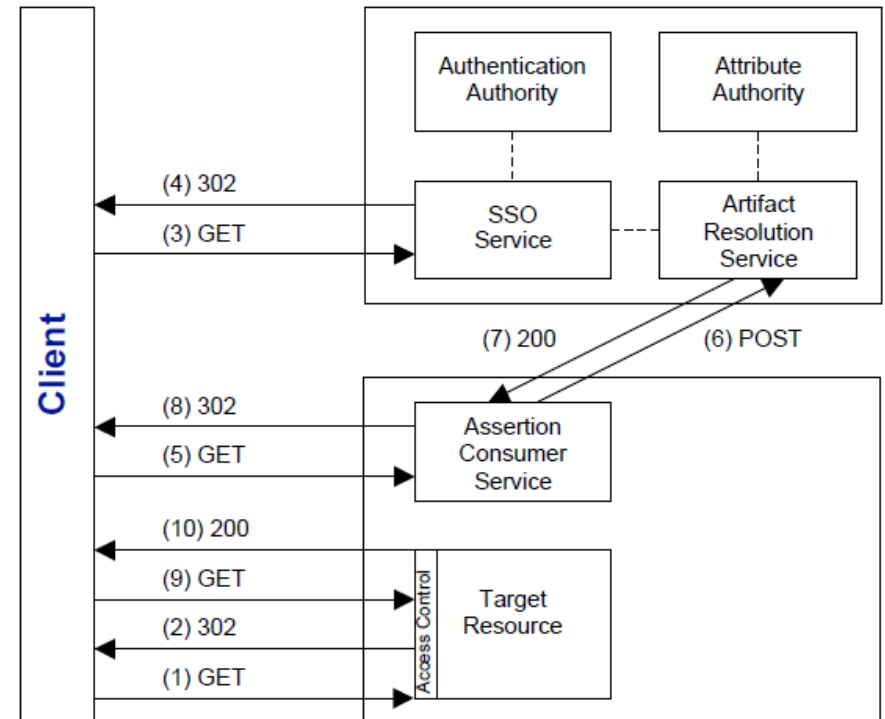 Authentication
Authority
Attribute
Authority
(4) 302
(3) GET
SSO
Service
Artifact
Resolution
Service
(7) 200
(6) POST
Client
(8) 302
(5) GET
Assertion
Consumer
Service
(10) 200
(9) GET
(2) 302
(1) GET
Access Control
Target
Resource